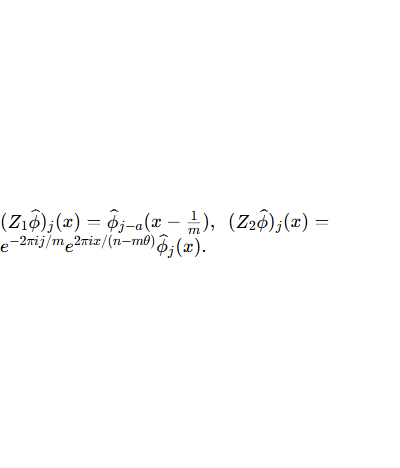 $(Z_1\widehat{\phi})_j(x) = \widehat{\phi}_{j-a}(x - \frac{1}{m}), \;\; (Z_2\widehat{\phi})_j(x) =$
$e^{-2\pi ij/m}e^{2\pi ix/(n-m\theta)}\widehat{\phi}_j(x).$